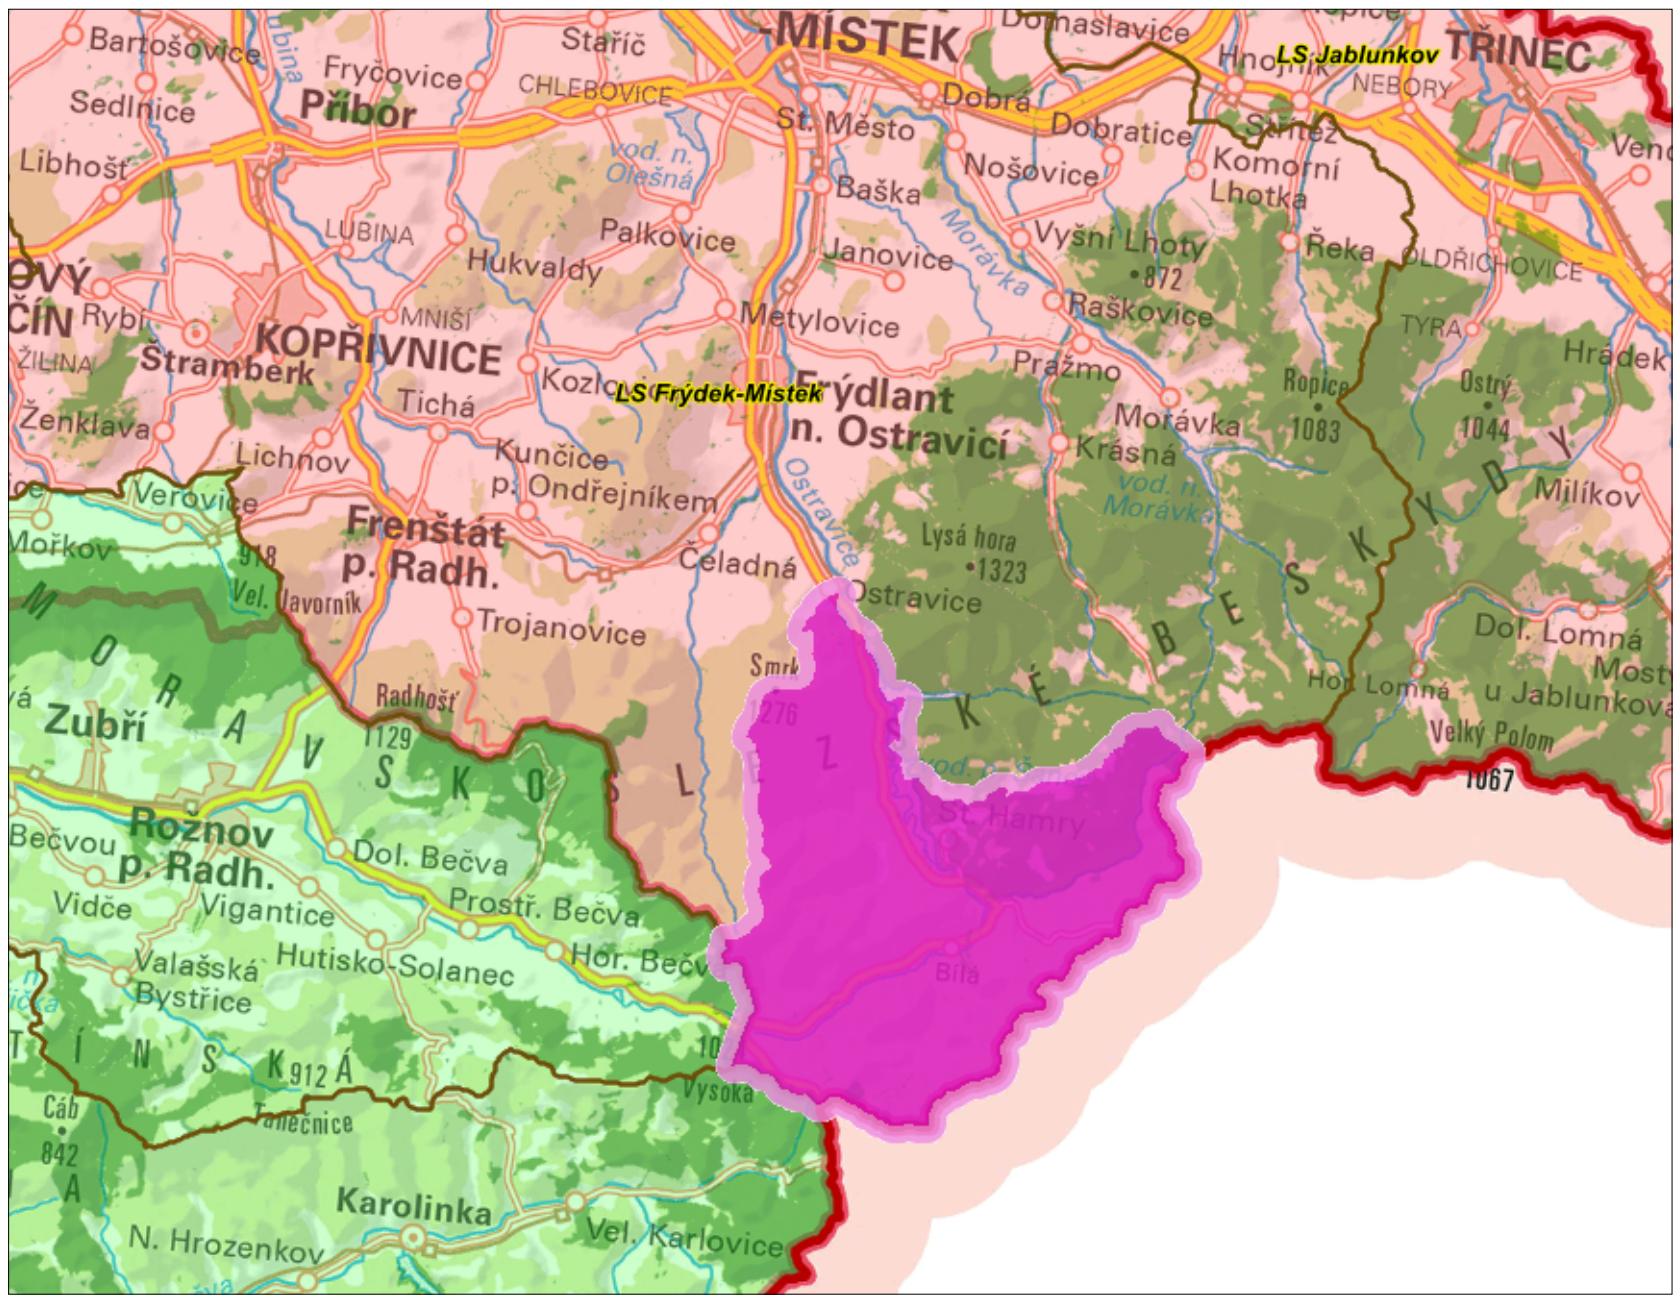 -MÍSTEK
Domaslavice
Staříč
Bartošovice
Fryčovice
Hnojník
LS Jablunkov
TŘINEC
CHLEBOVICE
NEBORY
Sedlnice
Příbor
Dobrá
St. Město
Dobratice
Střítež
Libhošť
vod. n.
Olešná
Nošovice
Komorní
Lhotka
Baška
Morávka
LUBINA
Palkovice
Janovice
Vyšní Lhoty
872
Řeka
OLDŘICHOVICE
OVÝ
ČÍN
Hukvaldy
Rybí
MNIŠÍ
Metylovice
Raškovice
TYRA
KOPŘIVNICE
ŽILINA
Štramberk
Pražmo
Hrádek
LS Frýdek-Místek
Frýdlant
n. Ostravicí
Ropice
1083
Ostrý
1044
Tichá
Ženklava
Morávka
Lichnov
Kunčice
p. Ondřejníkem
Krásná
vod. n.
Morávka
Milíkov
Verovice
Ostravice
Mořkov
Frenštát
p. Radh.
Lysá hora
1323
Čeladná
918
Vel. Javorník
Ostravice
Trojanovice
Dol. Lomná
Mosty
u Jablunkova
Smrk
1276
Hor. Lomná
Radhošť
1129
Velký Polom
1067
Zubří
M O R A V S K O S L E Z S K É B E S K Y D Y
St. Hamry
Rožnov
p. Radh.
Bečvou
Dol. Bečva
Vidče
Vigantice
Prostř. Bečva
Hutisko-Solanec
Hor. Bečva
Valašská
Bystřice
Bílá
T Í N S K Á
912
Vysoká
Cáb
842
A
Tanečnice
Karolinka
N. Hrozenkov
Vel. Karlovice